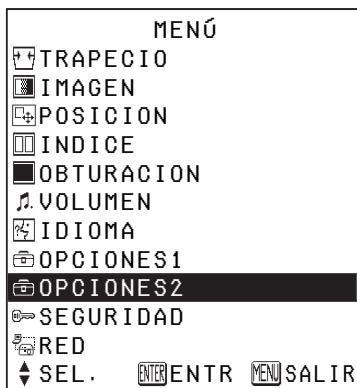 MENÚ
TRAPECIO
IMAGEN
POSICION
INDICE
OBTURACION
VOLUMEN
IDIOMA
OPCIONES1
OPCIONES2
SEGURIDAD
RED
SEL. ENTER ENTR MENU SALIR